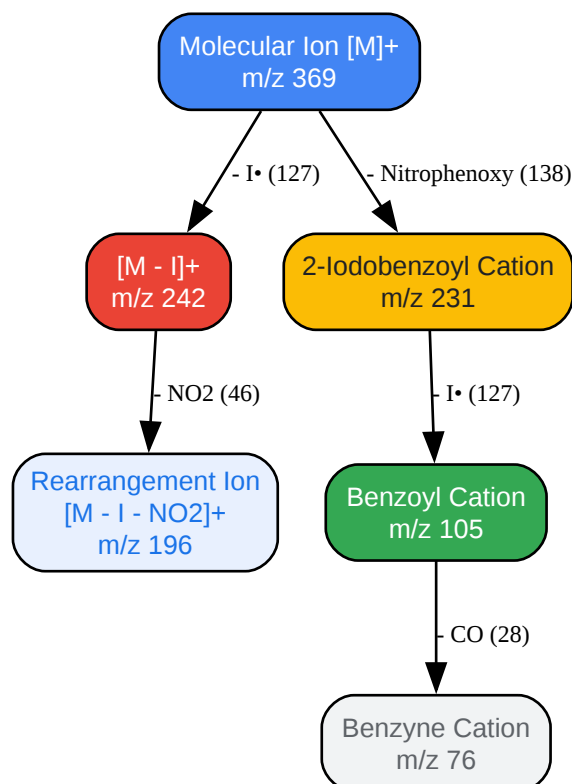 Molecular Ion [M]+
m/z 369
- I• (127)
- Nitrophenoxy (138)
[M - I]+
m/z 242
2-Iodobenzoyl Cation
m/z 231
- NO2 (46)
- I• (127)
Rearrangement Ion
[M - I - NO2]+
m/z 196
Benzoyl Cation
m/z 105
- CO (28)
Benzyne Cation
m/z 76